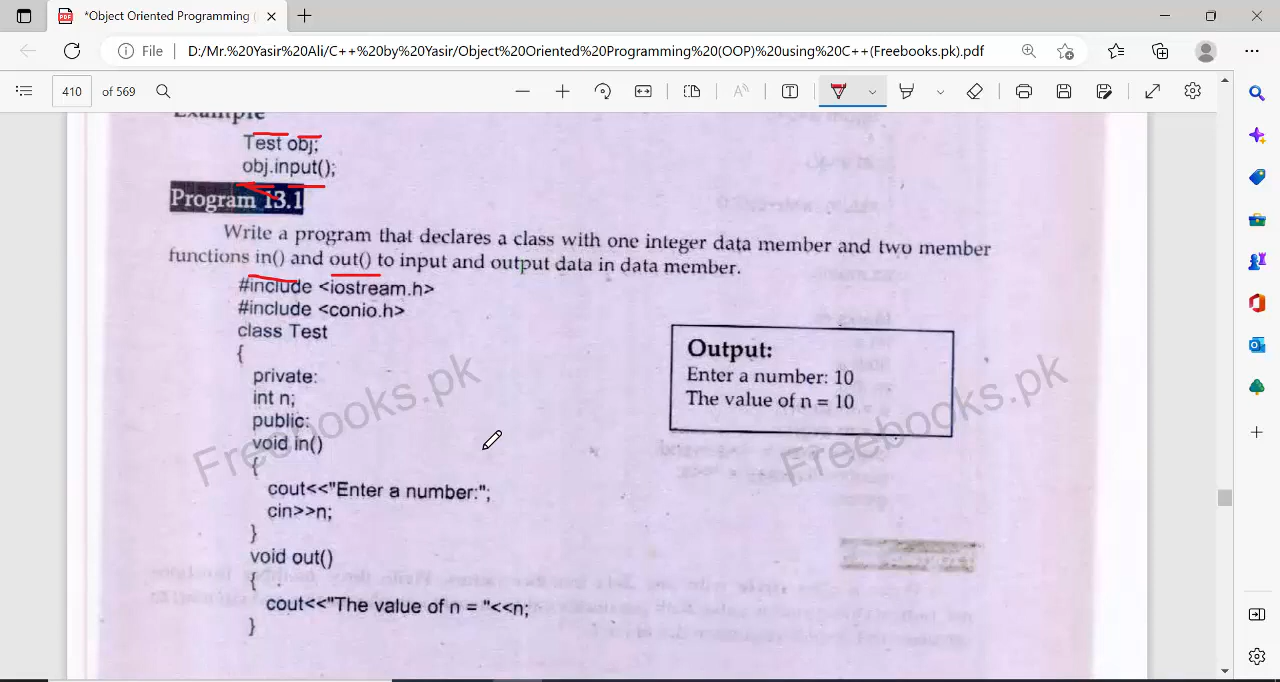 *Object Oriented Programming (
File
D:/Mr.%20Yasir%20Ali/C++%20by%20Yasir/Object%20Oriented%20Programming%20(OOP)%20using%20C++(Freebooks.pk).pdf
410 of 569
Example
Test obj;
obj.input();
Program 13.1
Write a program that declares a class with one integer data member and two member
functions in() and out() to input and output data in data member.
#include <iostream.h>
#include <conio.h>
class Test
{
private:
int n;
public:
void in()
{
cout<<"Enter a number:";
cin>>n;
}
void out()
{
cout<<"The value of n = "<<n;
}
Output:
Enter a number: 10
The value of n = 10
Freebooks.pk
Freebooks.pk